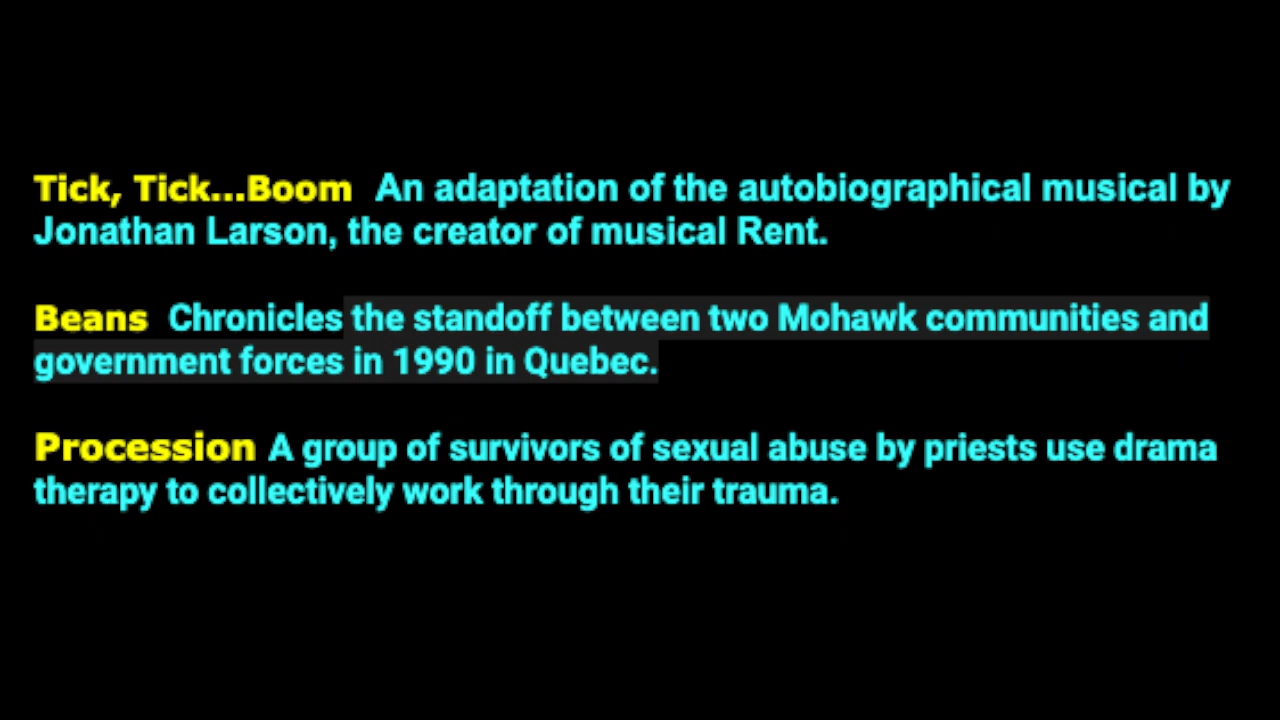 Tick, Tick...Boom An adaptation of the autobiographical musical by
Jonathan Larson, the creator of musical Rent.
Beans Chronicles the standoff between two Mohawk communities and
government forces in 1990 in Quebec.
Procession A group of survivors of sexual abuse by priests use drama
therapy to collectively work through their trauma.